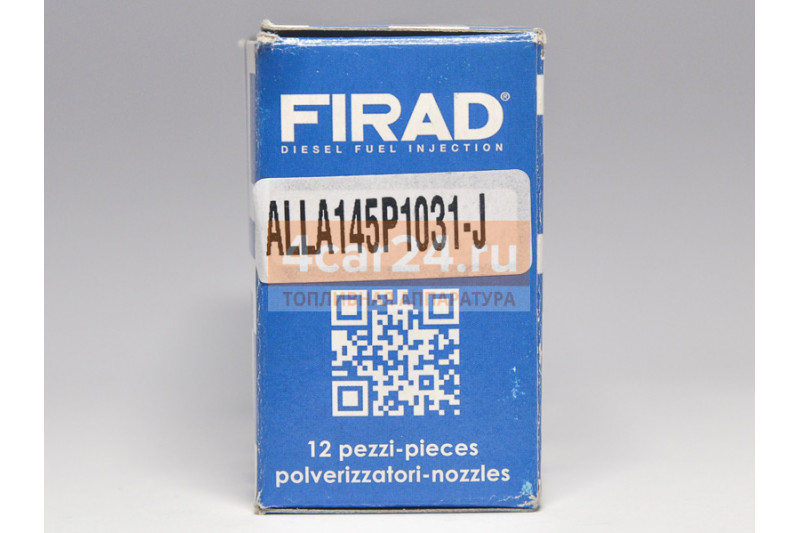 FIRAD®
DIESEL FUEL INJECTION
ALLA145P1031-J
4car24.ru
ТОПЛИВНАЯ АППАРАТУРА
12 pezzi-pieces
polverizzatori-nozzles